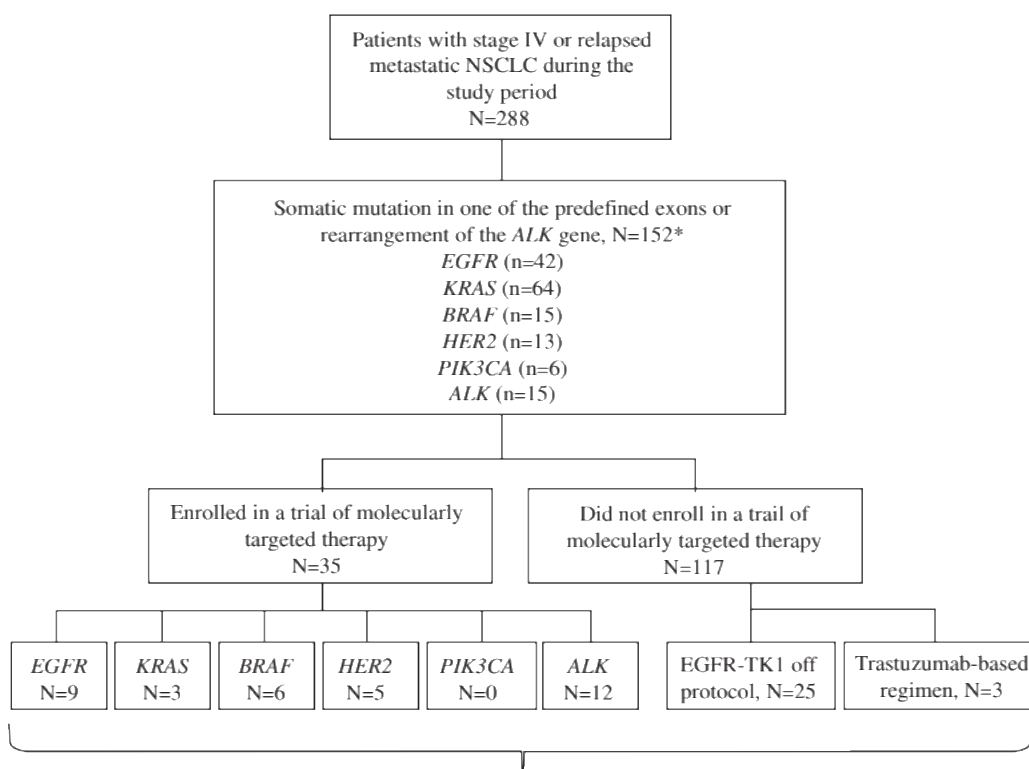 Patients with stage IV or relapsed
metastatic NSCLC during the
study period
N=288
Somatic mutation in one of the predefined exons or
rearrangement of the ALK gene, N=152*
EGFR (n=42)
KRAS (n=64)
BRAF (n=15)
HER2 (n=13)
PIK3CA (n=6)
ALK (n=15)
Enrolled in a trial of molecularly
targeted therapy
N=35
Did not enroll in a trail of
molecularly targeted therapy
N=117
EGFR
N=9
KRAS
N=3
BRAF
N=6
HER2
N=5
PIK3CA
N=0
ALK
N=12
EGFR-TK1 off
protocol, N=25
Trastuzumab-based
regimen, N=3